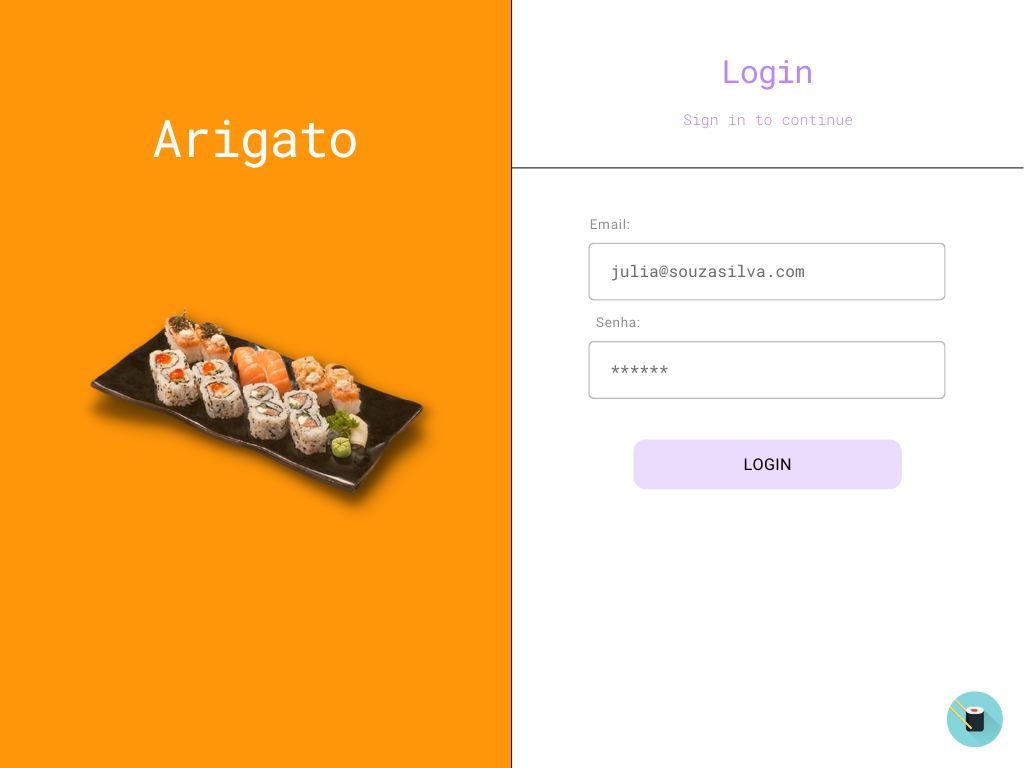 Arigato
Login
Sign in to continue
Email:
julia@souzasilva.com
Senha:
******
LOGIN